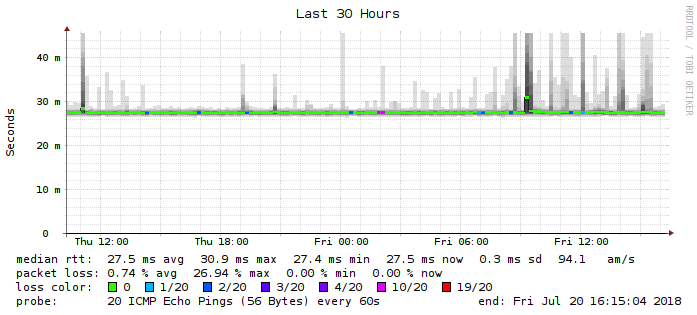 Last 30 Hours
RRDTOOL / TOBI OETIKER
Seconds
40 m
30 m
20 m
10 m
0
Thu 12:00 Thu 18:00 Fri 00:00 Fri 06:00 Fri 12:00
median rtt: 27.5 ms avg 30.9 ms max 27.4 ms min 27.5 ms now 0.3 ms sd 94.1 am/s
packet loss: 0.74 % avg 26.94 % max 0.00 % min 0.00 % now
loss color: 0 1/20 2/20 3/20 4/20 10/20 19/20
probe: 20 ICMP Echo Pings (56 Bytes) every 60s end: Fri Jul 20 16:15:04 2018